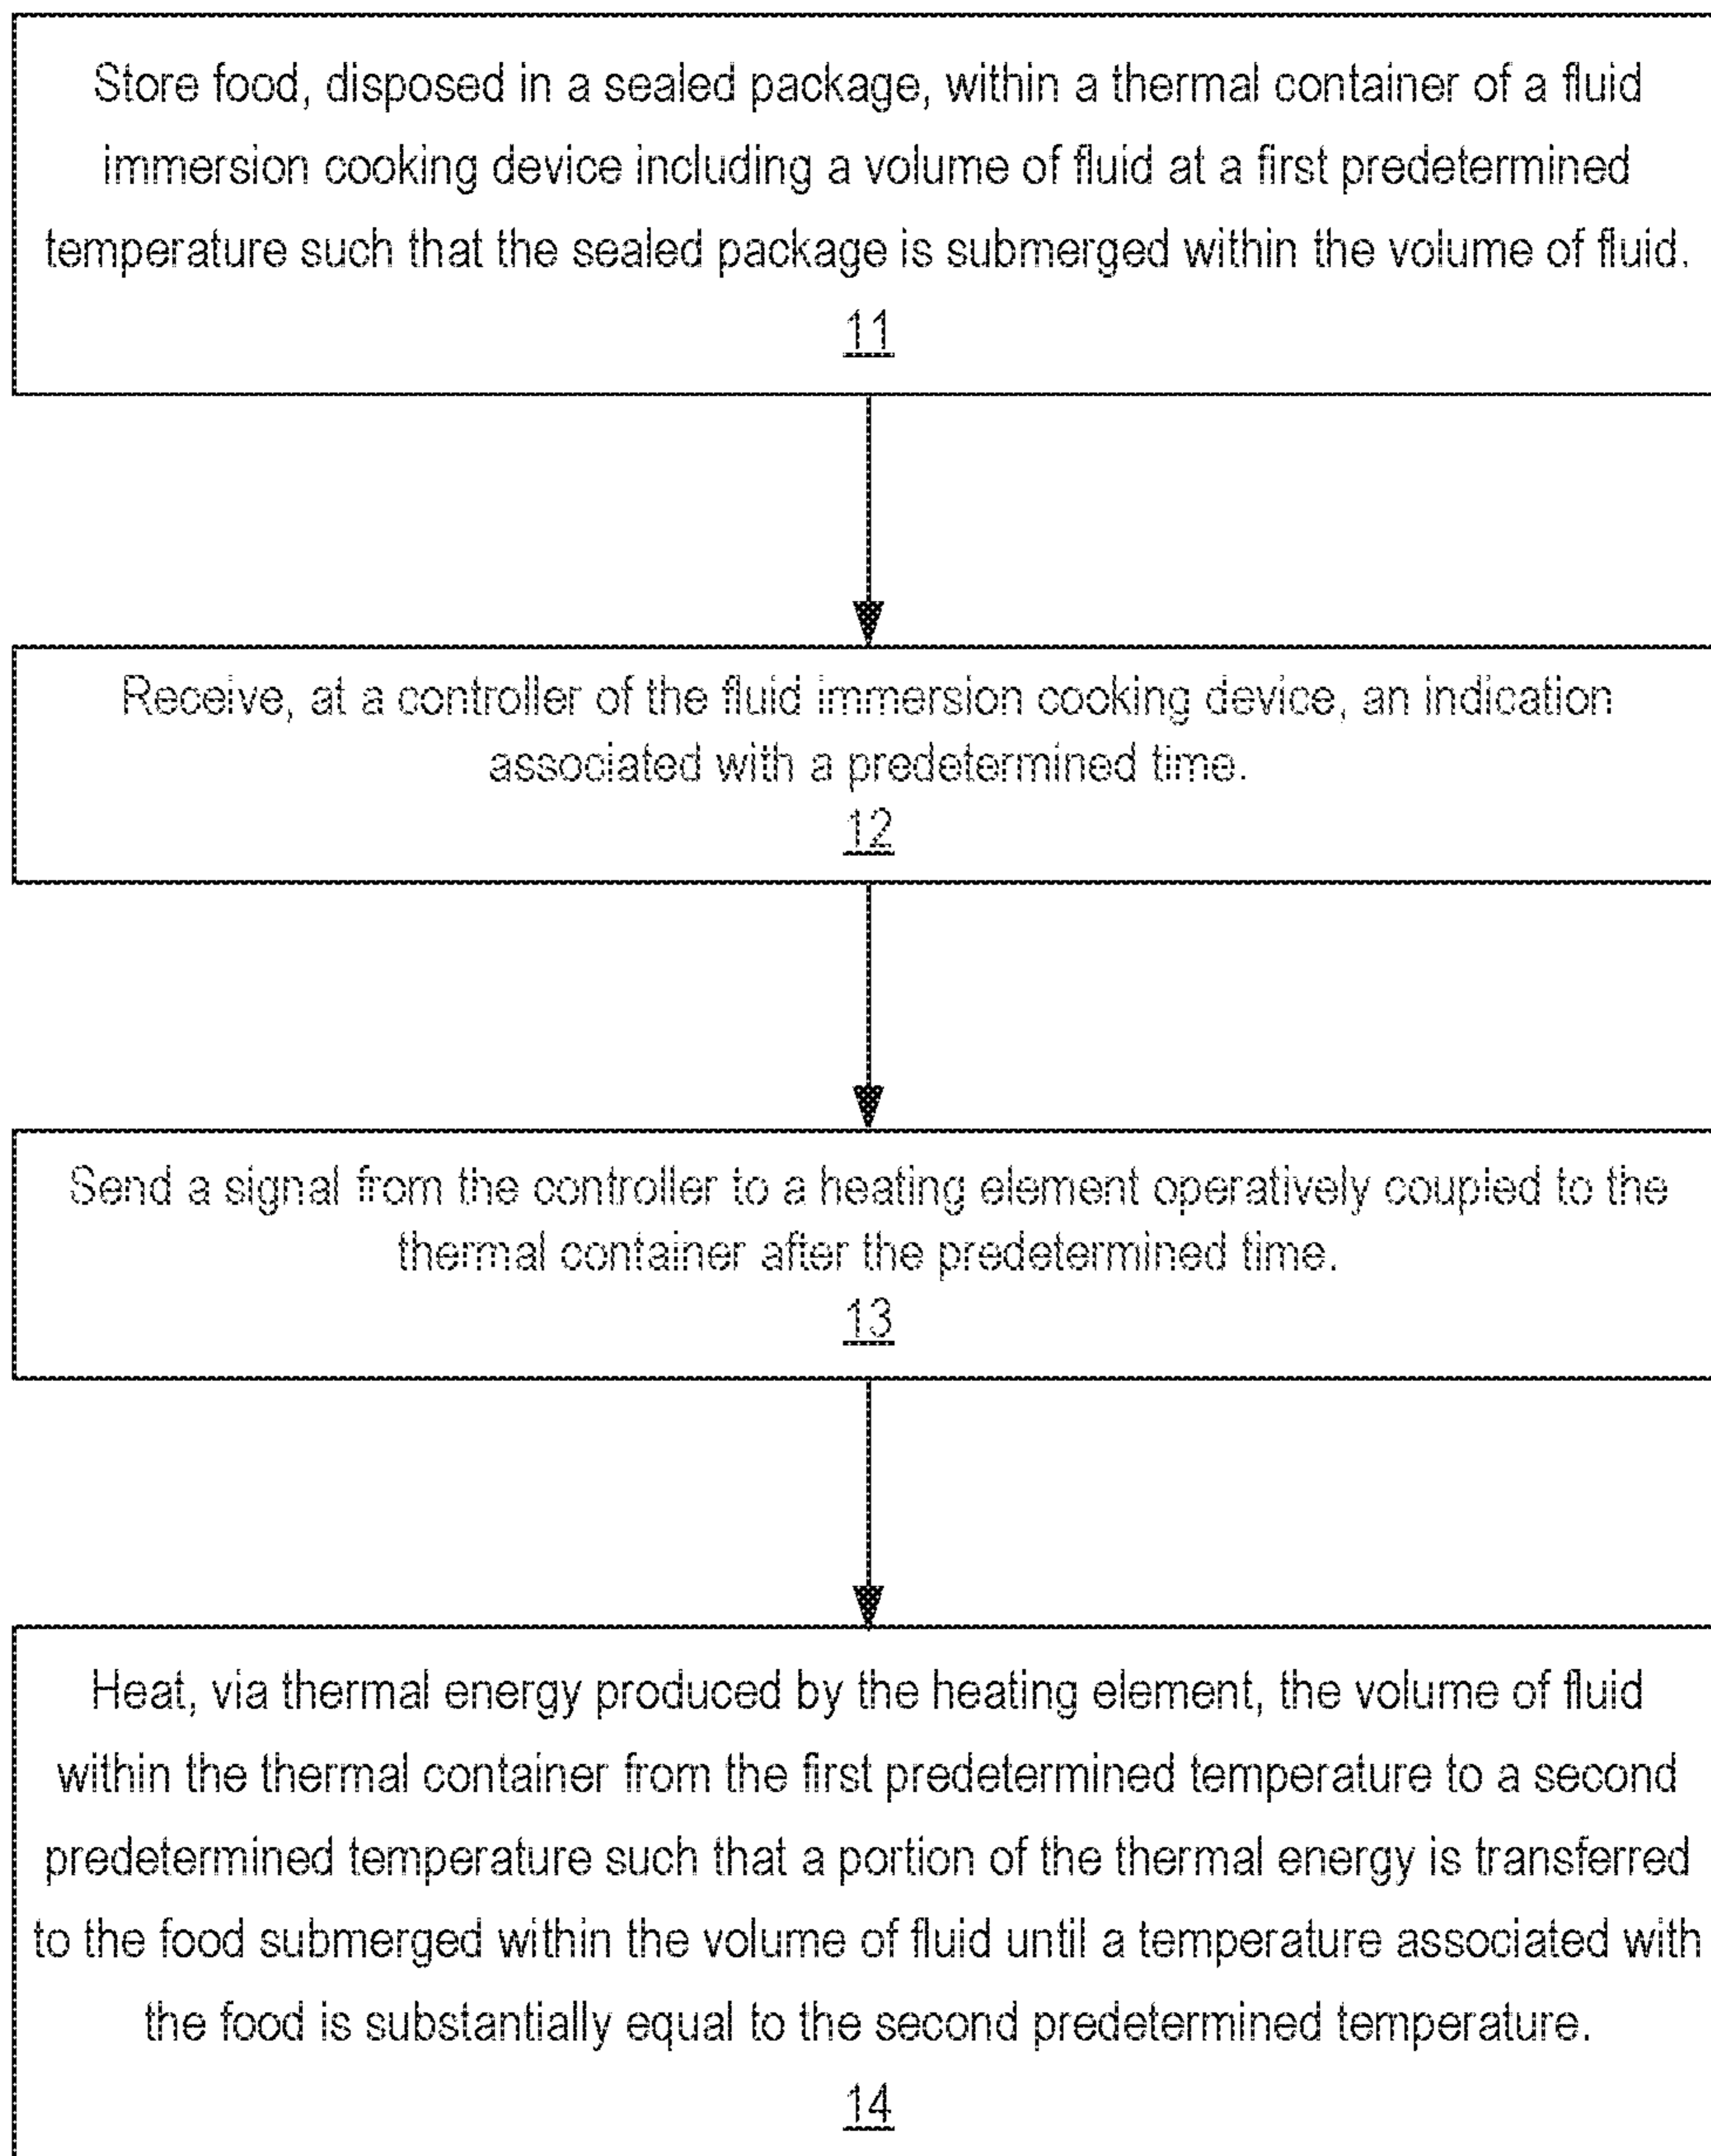 Store food, disposed in a sealed package, within a thermal container of a fluid
immersion cooking device including a volume of fluid at a first predetermined
temperature such that the sealed package is submerged within the volume of fluid.
11
Receive, at a controller of the fluid immersion cooking device, an indication
associated with a predetermined time.
12
Send a signal from the controller to a heating element operatively coupled to the
thermal container after the predetermined time.
13
Heat, via thermal energy produced by the heating element, the volume of fluid
within the thermal container from the first predetermined temperature to a second
predetermined temperature such that a portion of the thermal energy is transferred
to the food submerged within the volume of fluid until a temperature associated with
the food is substantially equal to the second predetermined temperature.
14